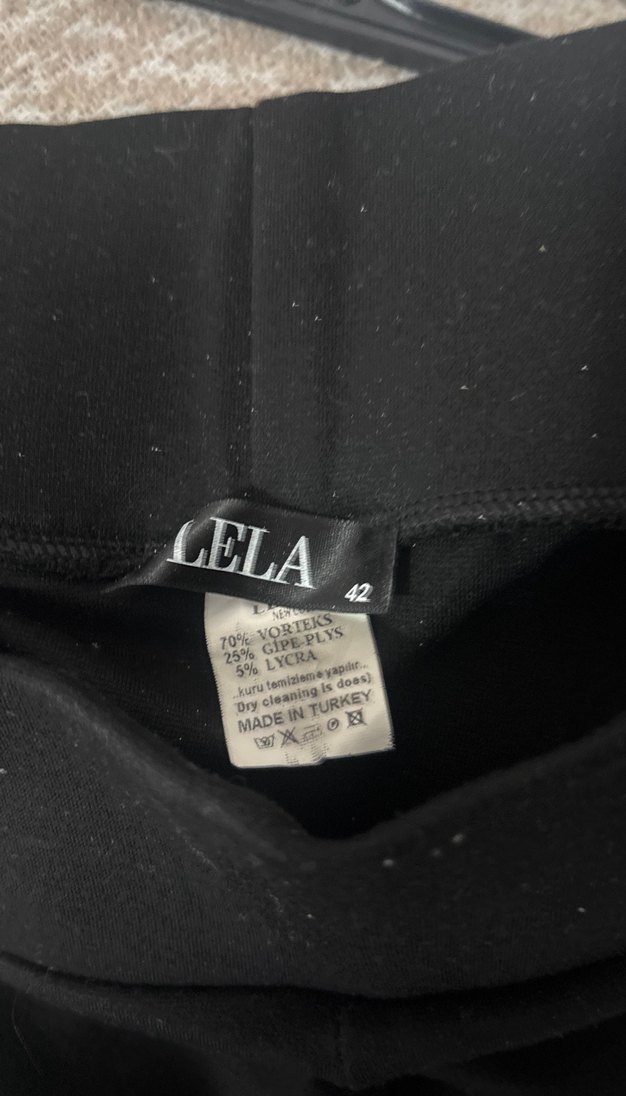 LELA
42
NEW
70% VORTEKS
25% GİPE-PLYS
5% LYCRA
..kuru temizleme yapılır..
Dry cleaning is does)
MADE IN TURKEY